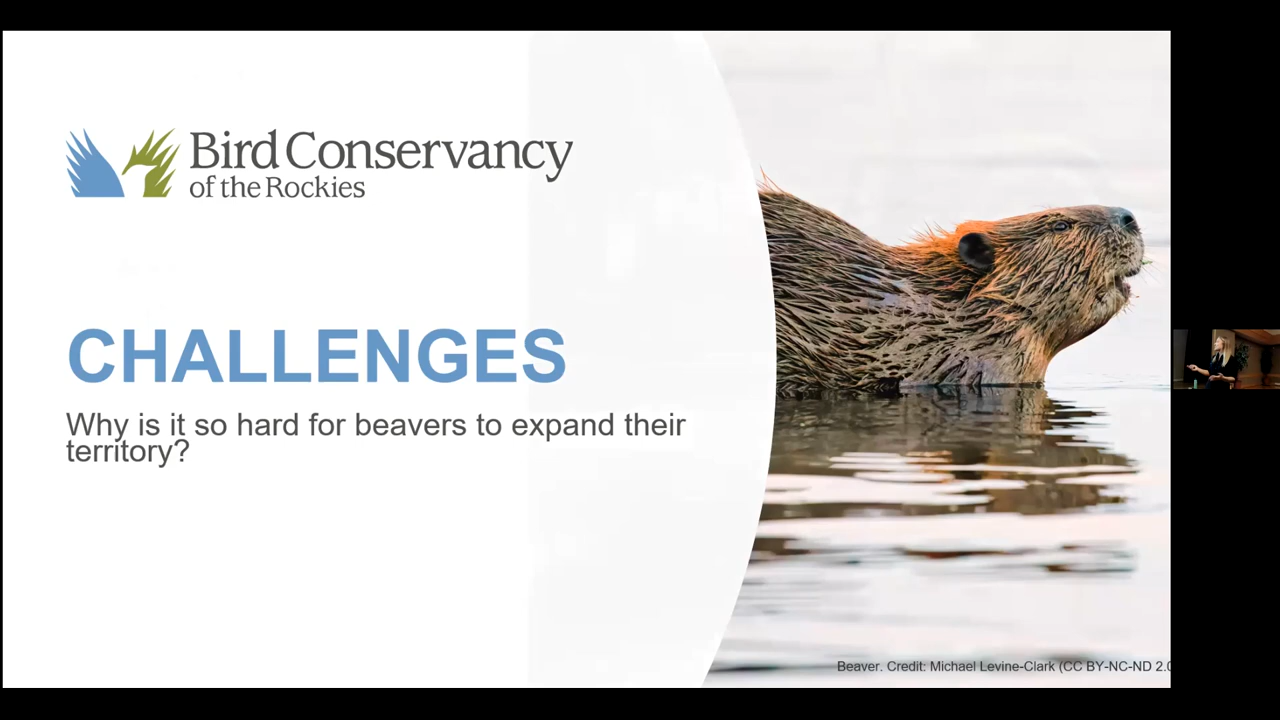 Bird Conservancy
of the Rockies
CHALLENGES
Why is it so hard for beavers to expand their
territory?
Beaver. Credit: Michael Levine-Clark (CC BY-NC-ND 2.0